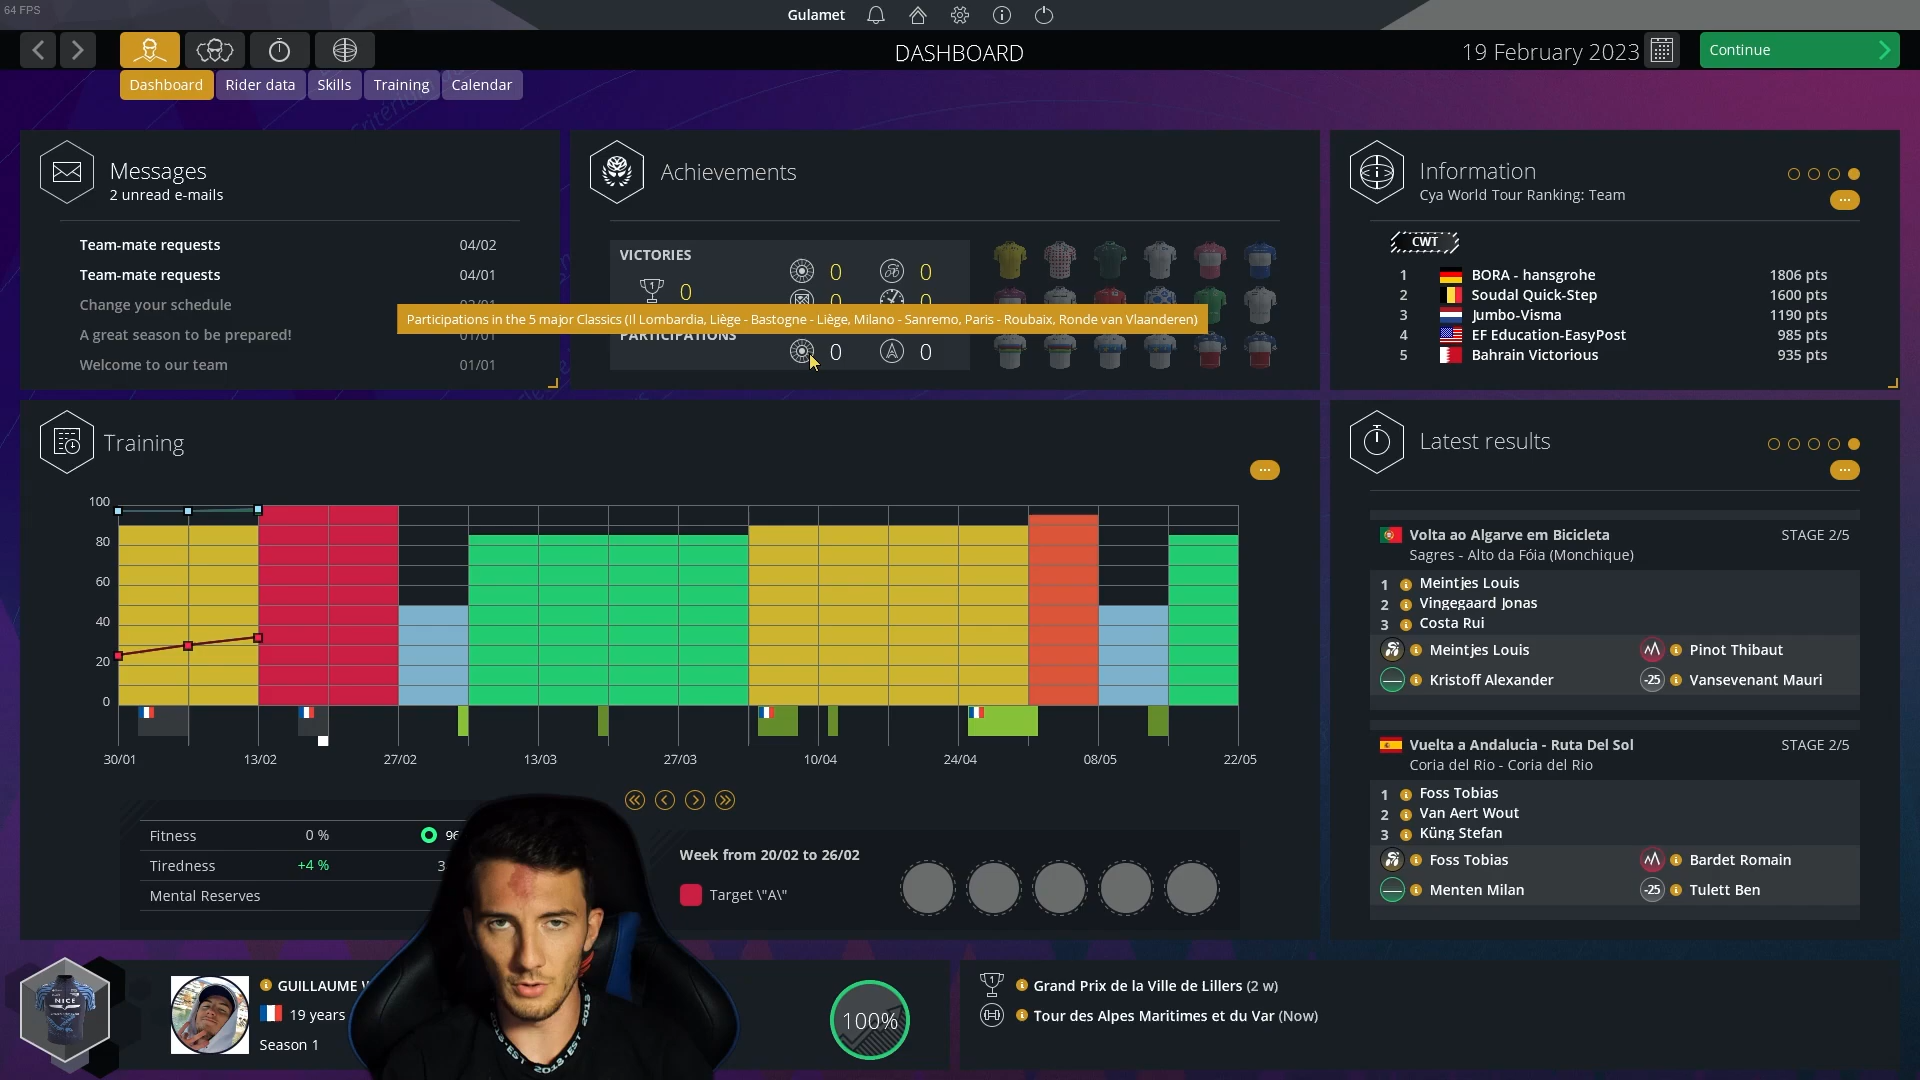 64 FPS
Gulamet
DASHBOARD
19 February 2023
Continue
Dashboard
Rider data
Skills
Training
Calendar
Messages
2 unread e-mails
Team-mate requests 04/02
Team-mate requests 04/01
Change your schedule
A great season to be prepared! 01/01
Welcome to our team 01/01
Achievements
VICTORIES
0
0
0
0
0
Participations in the 5 major Classics (Il Lombardia, Liège - Bastogne - Liège, Milano - Sanremo, Paris - Roubaix, Ronde van Vlaanderen)
PARTICIPATIONS
0
0
Information
Cya World Tour Ranking: Team
CWT
1 BORA - hansgrohe 1806 pts
2 Soudal Quick-Step 1600 pts
3 Jumbo-Visma 1190 pts
4 EF Education-EasyPost 985 pts
5 Bahrain Victorious 935 pts
Training
100
80
60
40
20
0
30/01 13/02 27/02 13/03 27/03 10/04 24/04 08/05 22/05
Fitness 0 % 96
Tiredness +4 % 3
Mental Reserves
Week from 20/02 to 26/02
Target \"A\"
Latest results
Volta ao Algarve em Bicicleta STAGE 2/5
Sagres - Alto da Fóia (Monchique)
1 Meintjes Louis
2 Vingegaard Jonas
3 Costa Rui
Meintjes Louis Pinot Thibaut
Kristoff Alexander -25 Vansevenant Mauri
Vuelta a Andalucia - Ruta Del Sol STAGE 2/5
Coria del Rio - Coria del Rio
1 Foss Tobias
2 Van Aert Wout
3 Küng Stefan
Foss Tobias Bardet Romain
Menten Milan -25 Tulett Ben
NICE
GUILLAUME
19 years
Season 1
100%
Grand Prix de la Ville de Lillers (2 w)
Tour des Alpes Maritimes et du Var (Now)